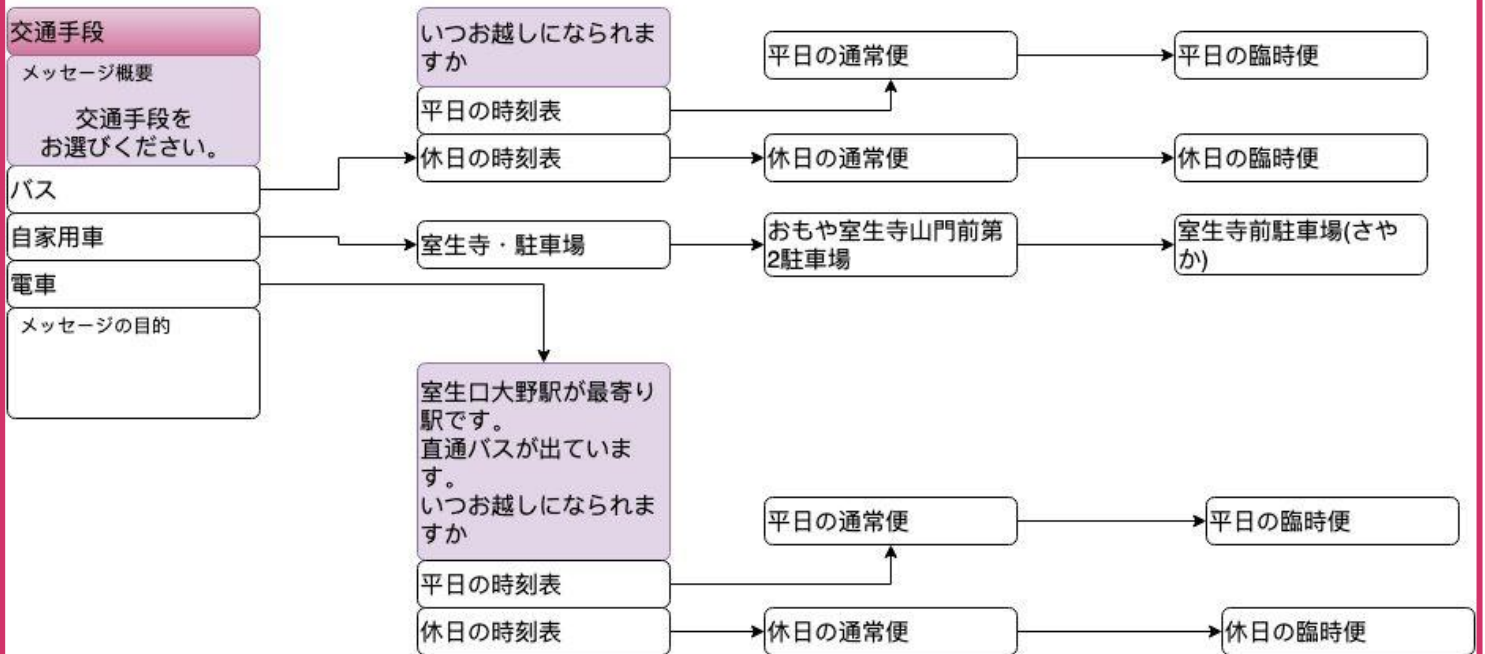 交通手段
メッセージ概要
交通手段を
お選びください。
バス
自家用車
電車
メッセージの目的
いつお越しになられま
すか
平日の時刻表
休日の時刻表
平日の通常便
平日の臨時便
休日の通常便
休日の臨時便
室生寺・駐車場
おもや室生寺山門前第
2駐車場
室生寺前駐車場(さや
か)
室生口大野駅が最寄り
駅です。
直通バスが出ていま
す。
いつお越しになられま
すか
平日の時刻表
休日の時刻表
平日の通常便
平日の臨時便
休日の通常便
休日の臨時便